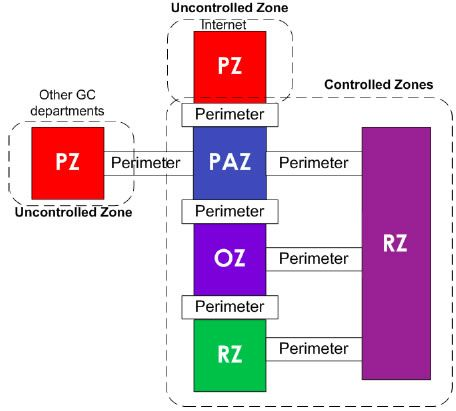 Uncontrolled Zone
Internet
PZ
Controlled Zones
Other GC
departments
Perimeter
PZ
Perimeter
PAZ
Perimeter
Uncontrolled Zone
Perimeter
OZ
Perimeter
RZ
Perimeter
RZ
Perimeter